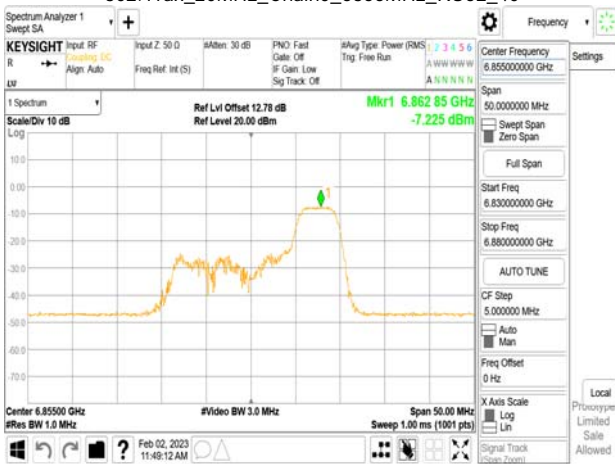 Spectrum Analyzer 1
Swept SA
+
Frequency
KEYSIGHT
R
Input: RF
Coupling: DC
Align: Auto
Input Z: 50 Ω
Freq Ref: Int (S)
#Atten: 30 dB
PNO: Fast
Gate: Off
IF Gain: Low
Sig Track: Off
#Avg Type: Power (RMS
Trig: Free Run
1 2 3 4 5 6
A W W W W W
A N N N N N
1 Spectrum
Scale/Div 10 dB
Log
Ref Lvl Offset 12.78 dB
Ref Level 20.00 dBm
Mkr1 6.862 85 GHz
-7.225 dBm
10.0
0.00
-10.0
-20.0
-30.0
-40.0
-50.0
-60.0
-70.0
1
Center 6.85500 GHz
#Res BW 1.0 MHz
#Video BW 3.0 MHz
Span 50.00 MHz
Sweep 1.00 ms (1001 pts)
Feb 02, 2023
11:49:12 AM
?
Center Frequency
6.855000000 GHz
Settings
Span
50.0000000 MHz
Swept Span
Zero Span
Full Span
Start Freq
6.830000000 GHz
Stop Freq
6.880000000 GHz
AUTO TUNE
CF Step
5.000000 MHz
Auto
Man
Freq Offset
0 Hz
X Axis Scale
Log
Lin
Signal Track
(Span Zoom)
Local
Prototype
Limited
Sale
Allowed